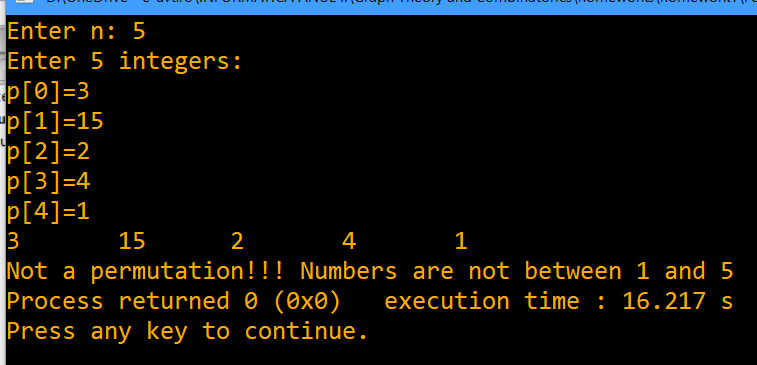 Enter n: 5
Enter 5 integers:
p[0]=3
p[1]=15
p[2]=2
p[3]=4
p[4]=1
3 15 2 4 1
Not a permutation!!! Numbers are not between 1 and 5
Process returned 0 (0x0) execution time : 16.217 s
Press any key to continue.